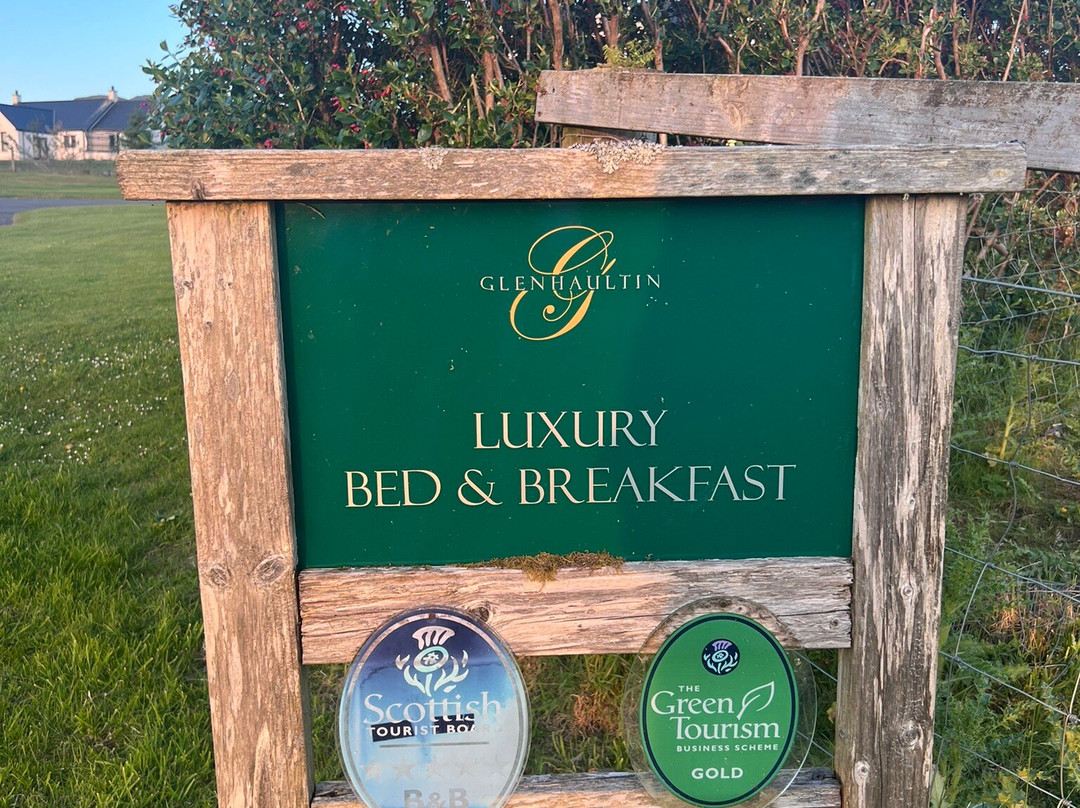 GLENHAULTIN
LUXURY
BED & BREAKFAST
Scottish
TOURIST BOARD
B&B
THE
Green
Tourism
BUSINESS SCHEME
GOLD